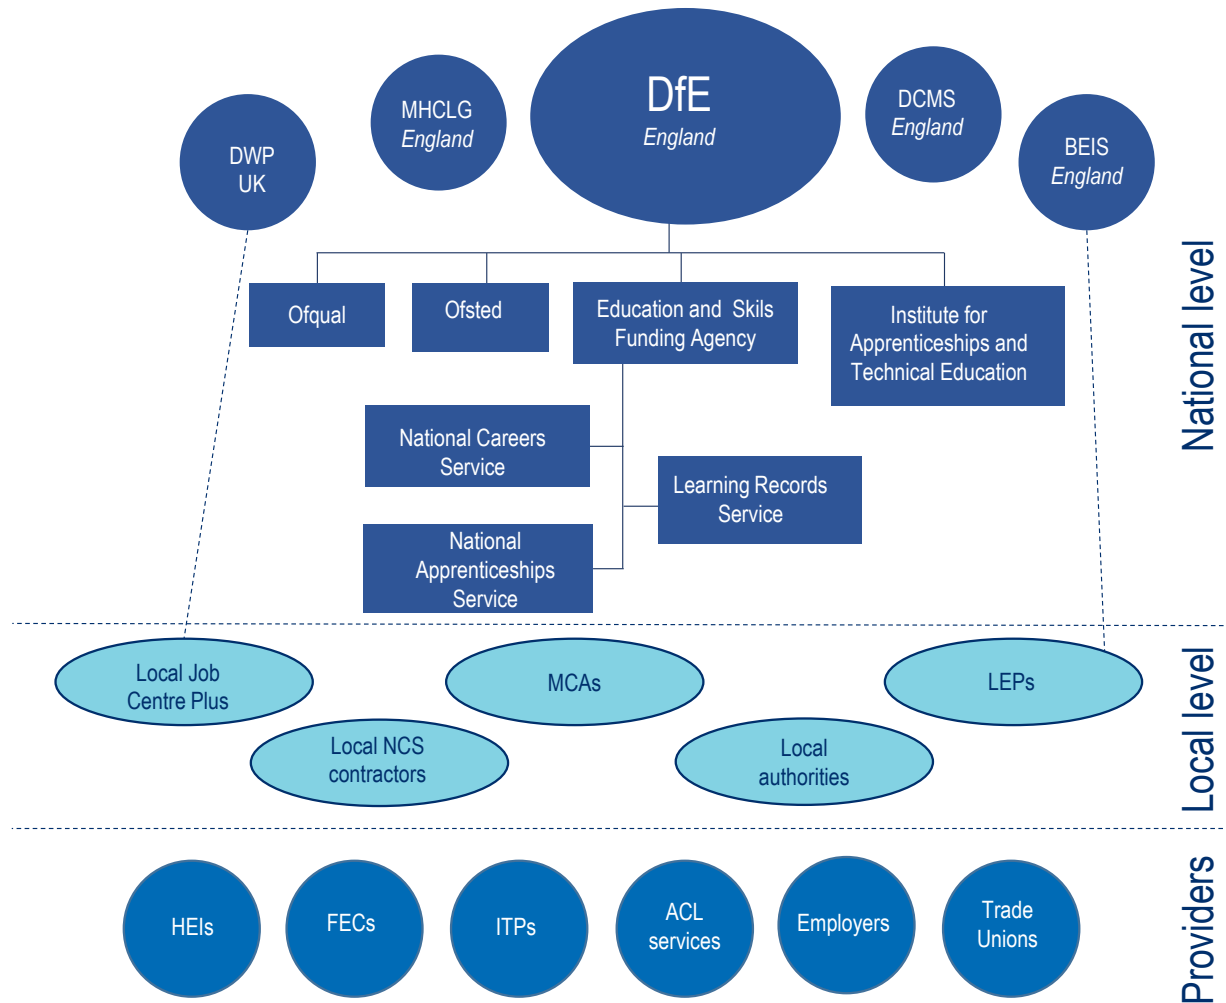 DfE
England
MHCLG
England
DCMS
England
DWP
UK
BEIS
England
National level
Ofqual
Ofsted
Education and Skils
Funding Agency
Institute for
Apprenticeships and
Technical Education
National Careers
Service
Learning Records
Service
National
Apprenticeships
Service
Local level
Local Job
Centre Plus
MCAs
LEPs
Local NCS
contractors
Local
authorities
Providers
HEIs
FECs
ITPs
ACL
services
Employers
Trade
Unions